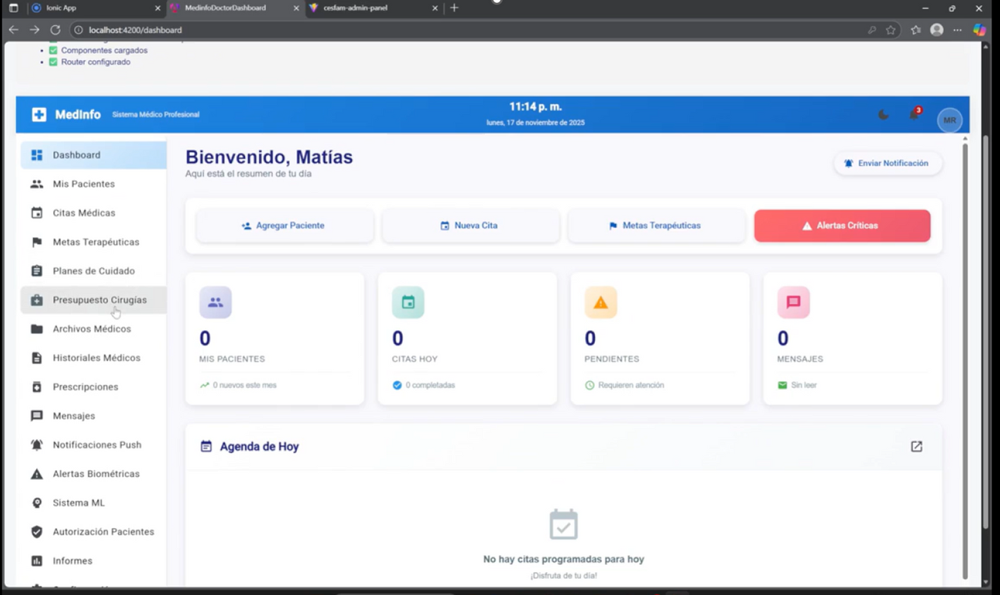 Ionic App
MedinfoDoctorDashboard
cesfam-admin-panel
localhost:4200/dashboard
Componentes cargados
Router configurado
MedInfo
Sistema Médico Profesional
11:14 p. m.
lunes, 17 de noviembre de 2025
3
MR
Dashboard
Mis Pacientes
Citas Médicas
Metas Terapéuticas
Planes de Cuidado
Presupuesto Cirugías
Archivos Médicos
Historiales Médicos
Prescripciones
Mensajes
Notificaciones Push
Alertas Biométricas
Sistema ML
Autorización Pacientes
Informes
Bienvenido, Matías
Aquí está el resumen de tu día
Enviar Notificación
Agregar Paciente
Nueva Cita
Metas Terapéuticas
Alertas Críticas
0
MIS PACIENTES
0 nuevos este mes
0
CITAS HOY
0 completadas
0
PENDIENTES
Requieren atención
0
MENSAJES
Sin leer
Agenda de Hoy
No hay citas programadas para hoy
¡Disfruta de tu día!